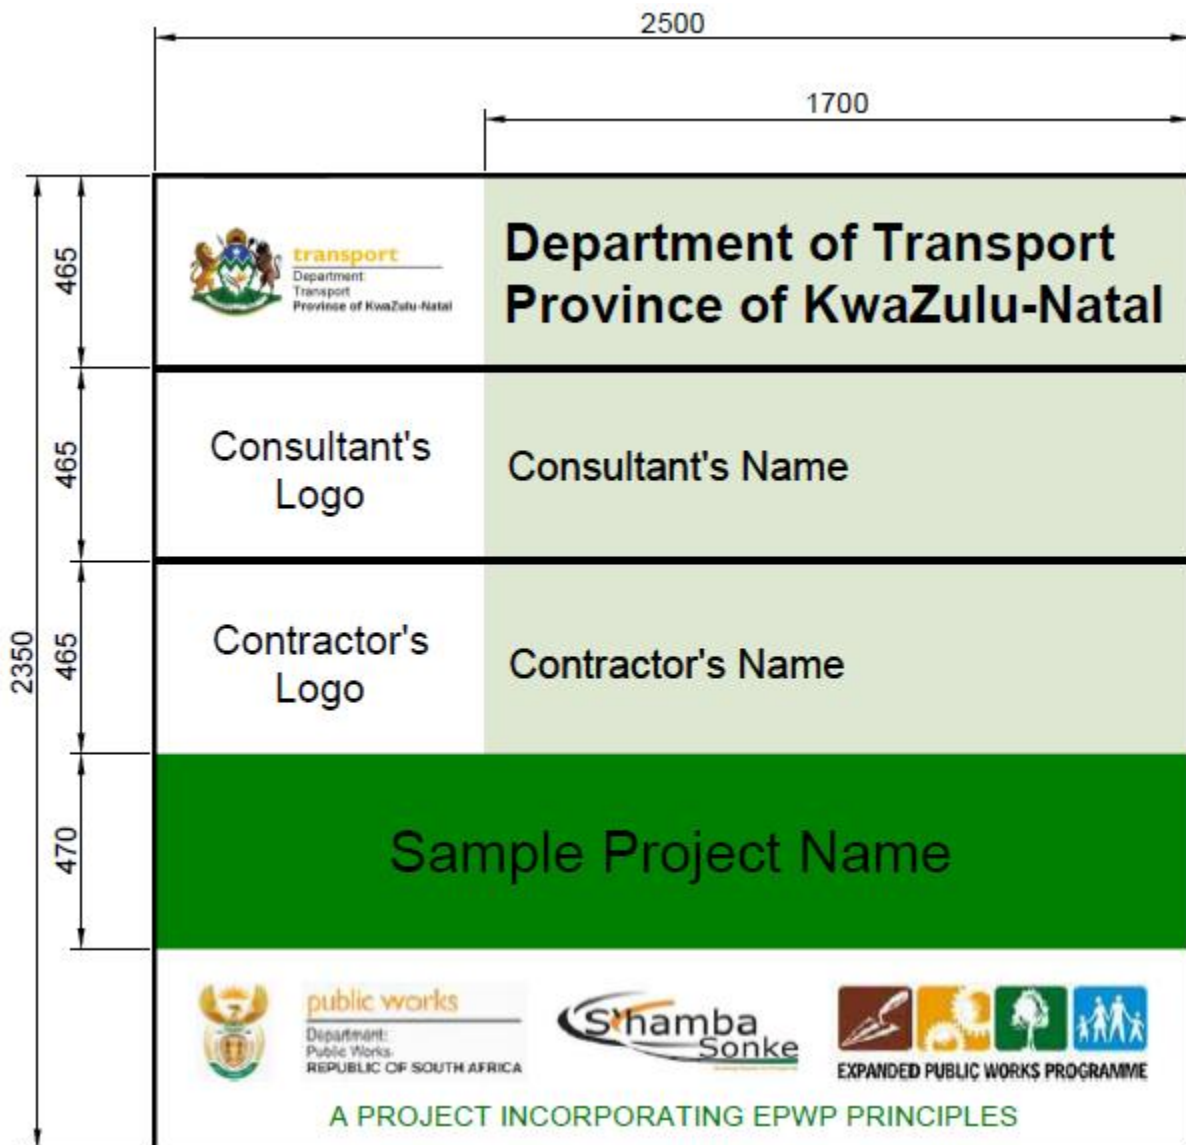 2500
1700
2350
465
transport
Department
Transport
Province of KwaZulu-Natal
Department of Transport
Province of KwaZulu-Natal
465
Consultant's
Logo
Consultant's Name
465
Contractor's
Logo
Contractor's Name
470
Sample Project Name
public works
Department:
Public Works
REPUBLIC OF SOUTH AFRICA
S'hamba
Sonke
EXPANDED PUBLIC WORKS PROGRAMME
A PROJECT INCORPORATING EPWP PRINCIPLES